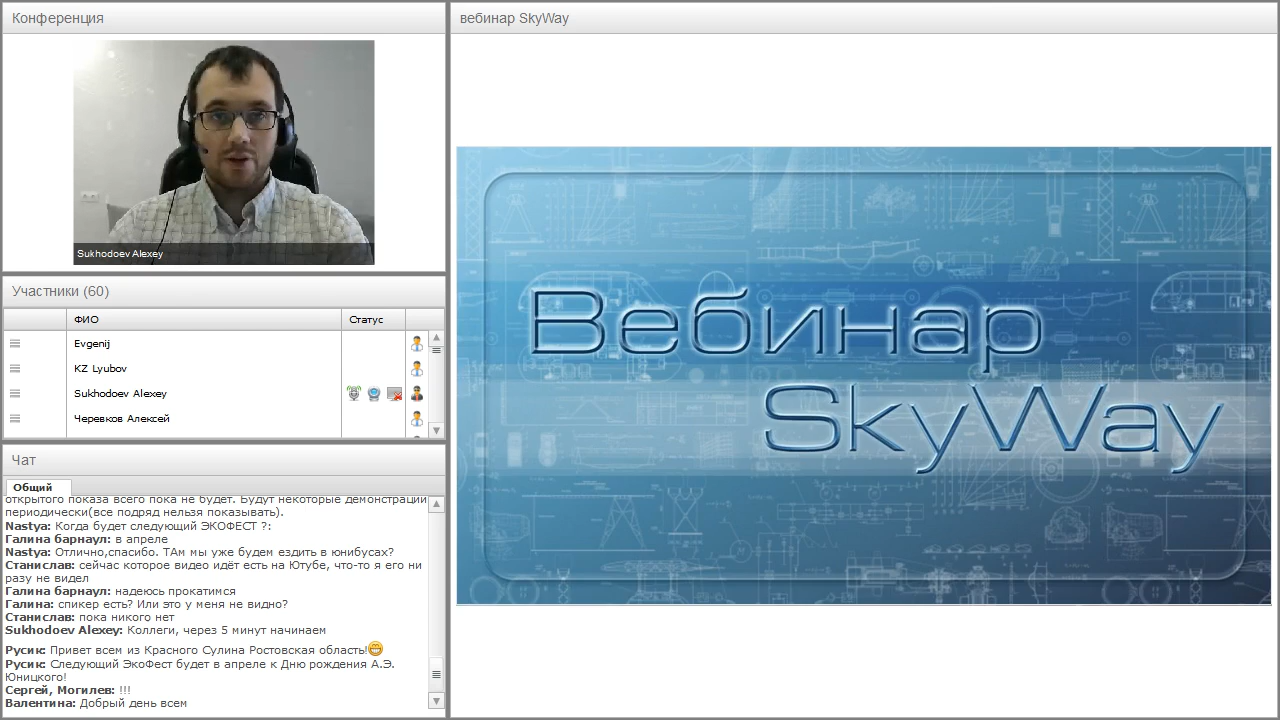 Конференция
Sukhodoev Alexey
Участники (60)
ФИО
Статус
Evgenij
KZ Lyubov
Sukhodoev Alexey
Черевков Алексей
Чат
Общий
открытого показа всего пока не будет. Будут некоторые демонстрации
периодически(все подряд нельзя показывать).
Nastya: Когда будет следующий ЭКОФЕСТ ?:
Галина барнаул: в апреле
Nastya: Отлично,спасибо. ТАм мы уже будем ездить в юнибусах?
Станислав: сейчас которое видео идёт есть на Ютубе, что-то я его ни
разу не видел
Галина барнаул: надеюсь прокатимся
Галина: спикер есть? Или это у меня не видно?
Станислав: пока никого нет
Sukhodoev Alexey: Коллеги, через 5 минут начинаем
Русик: Привет всем из Красного Сулина Ростовская область!
Русик: Следующий ЭкоФест будет в апреле к Дню рождения А.Э.
Юницкого!
Сергей, Могилев: !!!
Валентина: Добрый день всем
вебинар SkyWay
Вебинар
SkyWay